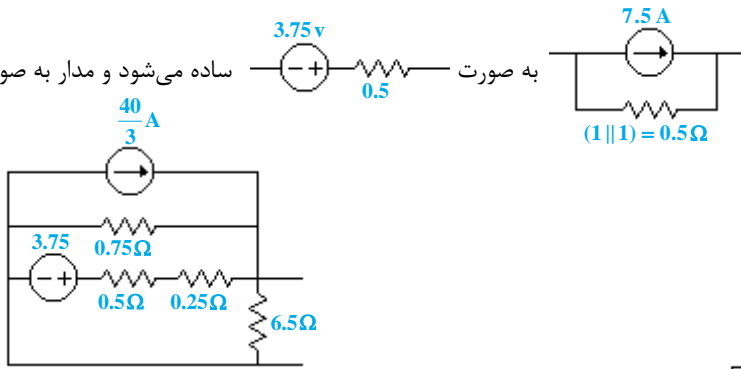 7.5 A
(1 || 1) = 0.5Ω
به صورت
3.75 v
- +
0.5
ساده می‌شود و مدار به صو
40/3 A
0.75Ω
3.75
- +
0.5Ω 0.25Ω
6.5Ω